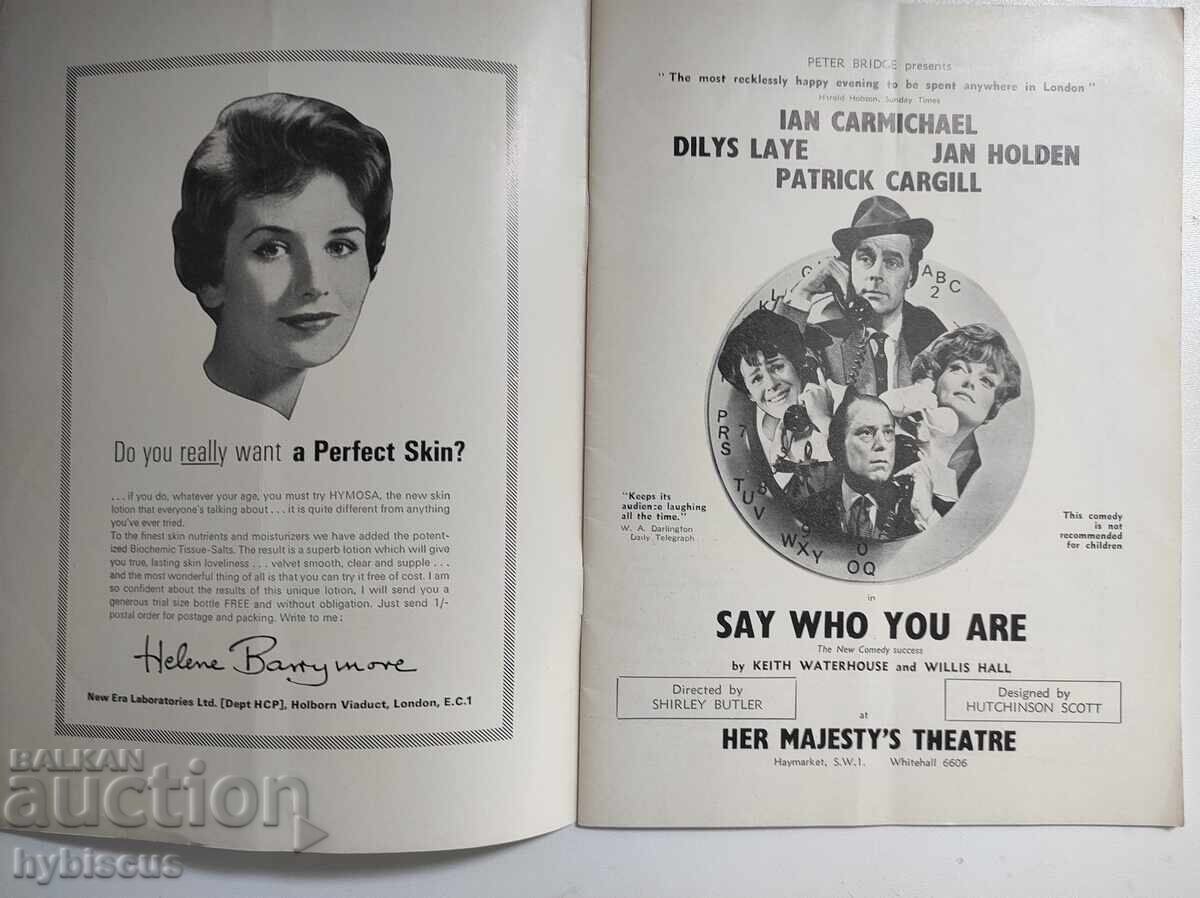 Do you really want a Perfect Skin?
...if you do, whatever your age, you must try HYMOSA, the new skin
lotion that everyone's talking about...it is quite different from anything
you've ever tried.
To the finest skin nutrients and moisturizers we have added the potent-
ized Biochemic Tissue-Salts. The result is a superb lotion which will give
you true, lasting skin loveliness... velvet smooth, clear and supple...
and the most wonderful thing of all is that you can try it free of cost. I am
so confident about the results of this unique lotion, I will send you a
generous trial size bottle FREE and without obligation. Just send 1/-
postal order for postage and packing. Write to me:
Helene Barrymore
New Era Laboratories Ltd. [Dept HCP], Holborn Viaduct, London, E.C.1
PETER BRIDGE presents
"The most recklessly happy evening to be spent anywhere in London"
Harold Hobson, Sunday Times
IAN CARMICHAEL
DILYS LAYE JAN HOLDEN
PATRICK CARGILL
ABC
2
PRS 7
TUV 8
WXY 9
OQ 0
"Keeps its
audience laughing
all the time."
W. A. Darlington
Daily Telegraph
This comedy
is not
recommended
for children
in
SAY WHO YOU ARE
The New Comedy success
by KEITH WATERHOUSE and WILLIS HALL
Directed by
SHIRLEY BUTLER
Designed by
HUTCHINSON SCOTT
at
HER MAJESTY'S THEATRE
Haymarket, S.W.1. Whitehall 6606
BALKAN
auction
hybiscus